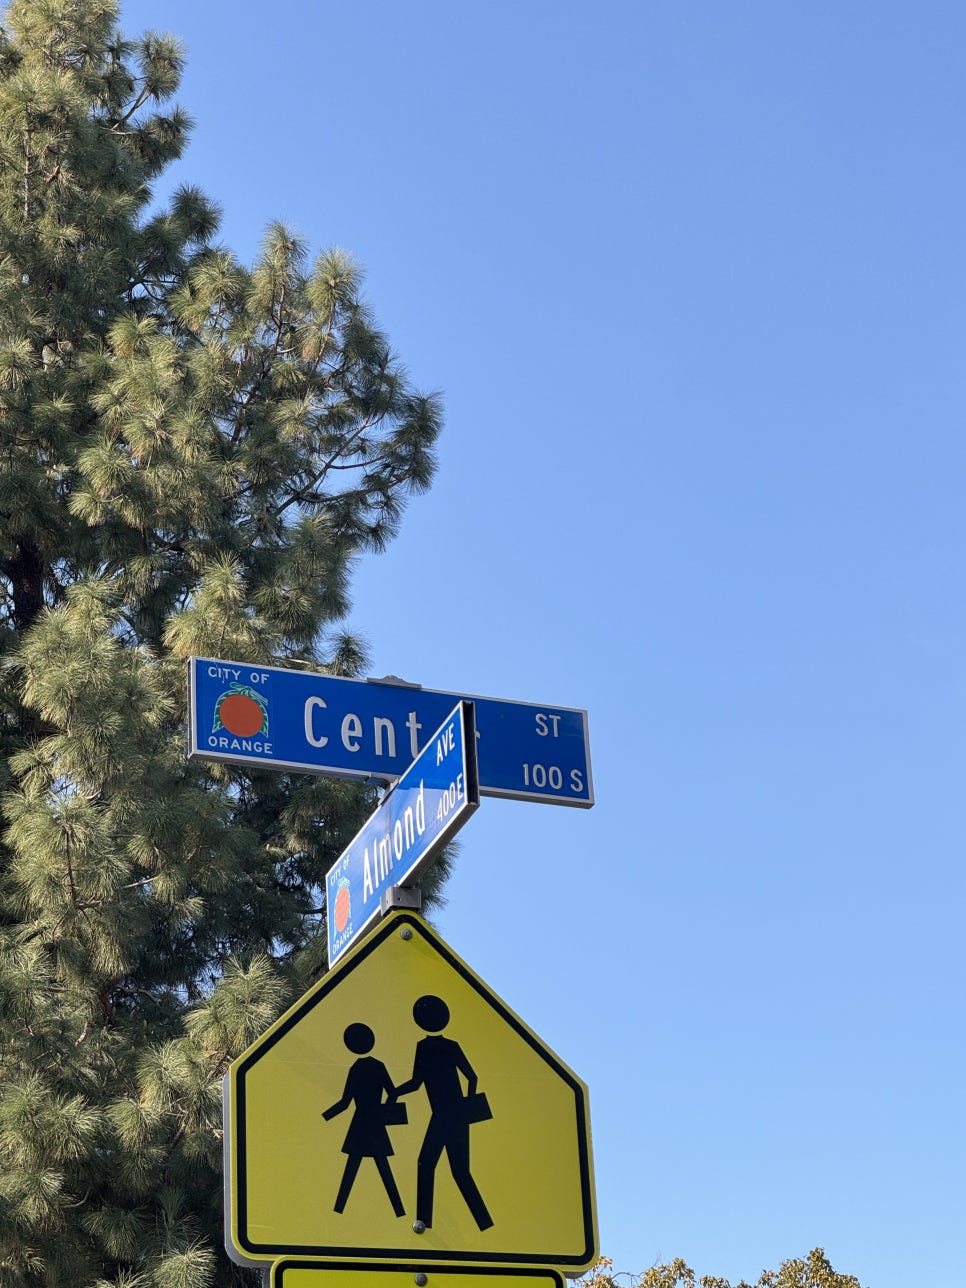 CITY OF
ORANGE
Cent
ST
100 S
CITY OF
ORANGE
Almond
AVE
400 E